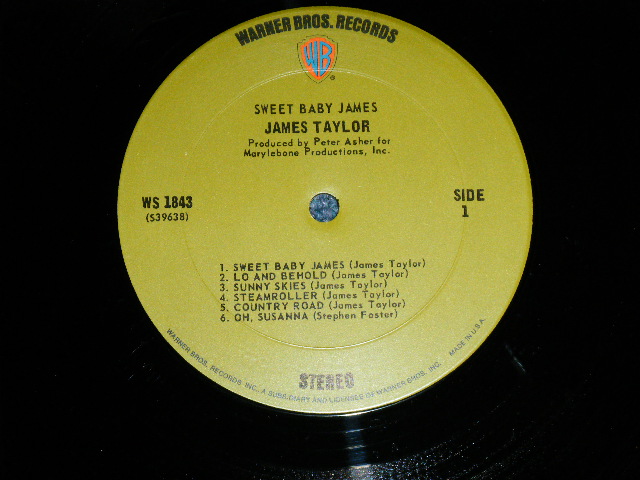 WARNER BROS. RECORDS
WB
®
SWEET BABY JAMES
JAMES TAYLOR
Produced by Peter Asher for
Marylebone Productions, Inc.
WS 1843
(S39638)
SIDE
1
1. SWEET BABY JAMES (James Taylor)
2. LO AND BEHOLD (James Taylor)
3. SUNNY SKIES (James Taylor)
4. STEAMROLLER (James Taylor)
5. COUNTRY ROAD (James Taylor)
6. OH, SUSANNA (Stephen Foster)
STEREO
WARNER BROS. RECORDS INC., A SUBSIDIARY AND LICENSEE OF WARNER BROS. INC. MADE IN U.S.A.